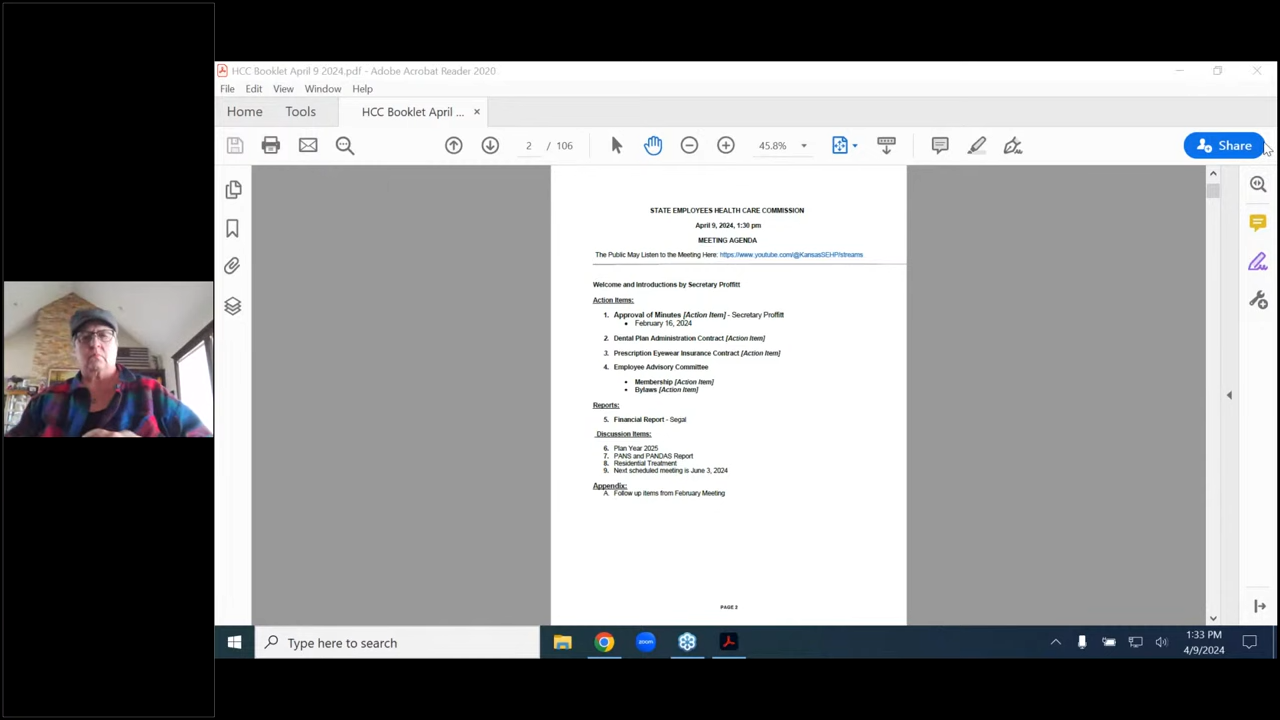 HCC Booklet April 9 2024.pdf - Adobe Acrobat Reader 2020
File Edit View Window Help
Home Tools HCC Booklet April ... ×
2 / 106 45.8% Share
STATE EMPLOYEES HEALTH CARE COMMISSION
April 9, 2024, 1:30 pm
MEETING AGENDA
The Public May Listen to the Meeting Here: https://www.youtube.com/@KansasSEHP/streams
Welcome and Introductions by Secretary Proffitt
Action Items:
1. Approval of Minutes [Action Item] - Secretary Proffitt
• February 16, 2024
2. Dental Plan Administration Contract [Action Item]
3. Prescription Eyewear Insurance Contract [Action Item]
4. Employee Advisory Committee
• Membership [Action Item]
• Bylaws [Action Item]
Reports:
5. Financial Report - Segal
Discussion Items:
6. Plan Year 2025
7. PANS and PANDAS Report
8. Residential Treatment
9. Next scheduled meeting is June 3, 2024
Appendix:
A. Follow up items from February Meeting
PAGE 2
Type here to search
zoom
1:33 PM
4/9/2024